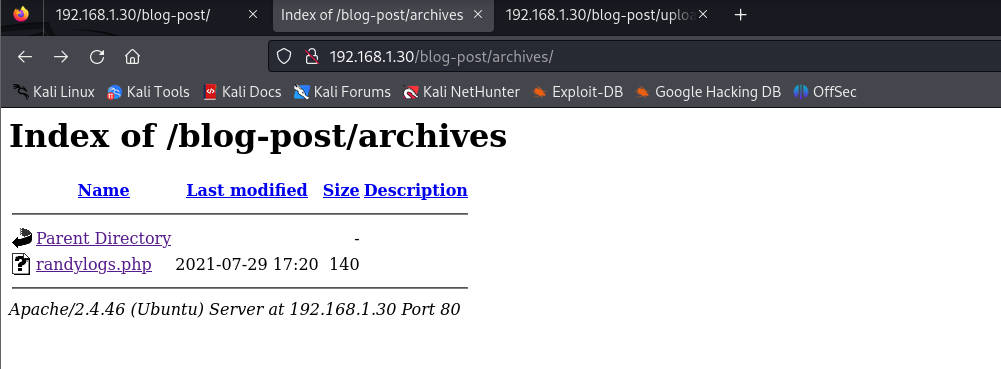 192.168.1.30/blog-post/ Index of /blog-post/archives 192.168.1.30/blog-post/uploa
192.168.1.30/blog-post/archives/
Kali Linux Kali Tools Kali Docs Kali Forums Kali NetHunter Exploit-DB Google Hacking DB OffSec
Index of /blog-post/archives
Name Last modified Size Description
Parent Directory -
randylogs.php 2021-07-29 17:20 140
Apache/2.4.46 (Ubuntu) Server at 192.168.1.30 Port 80